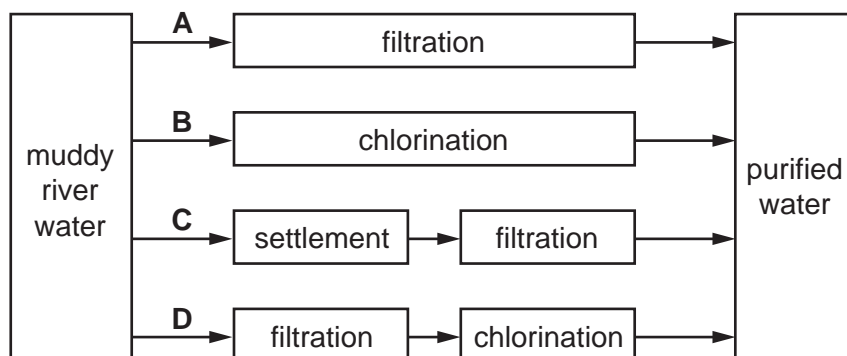 A
filtration
B
chlorination
muddy
river
water
purified
water
C
settlement
filtration
D
filtration
chlorination